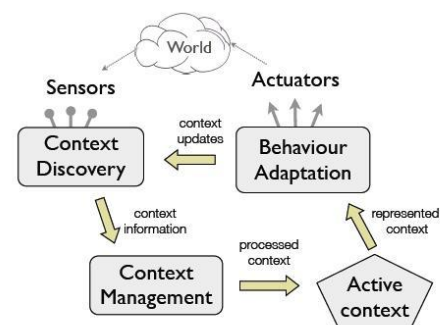 World
Sensors
Actuators
context
updates
Context
Discovery
Behaviour
Adaptation
context
information
represented
context
processed
context
Context
Management
Active
context